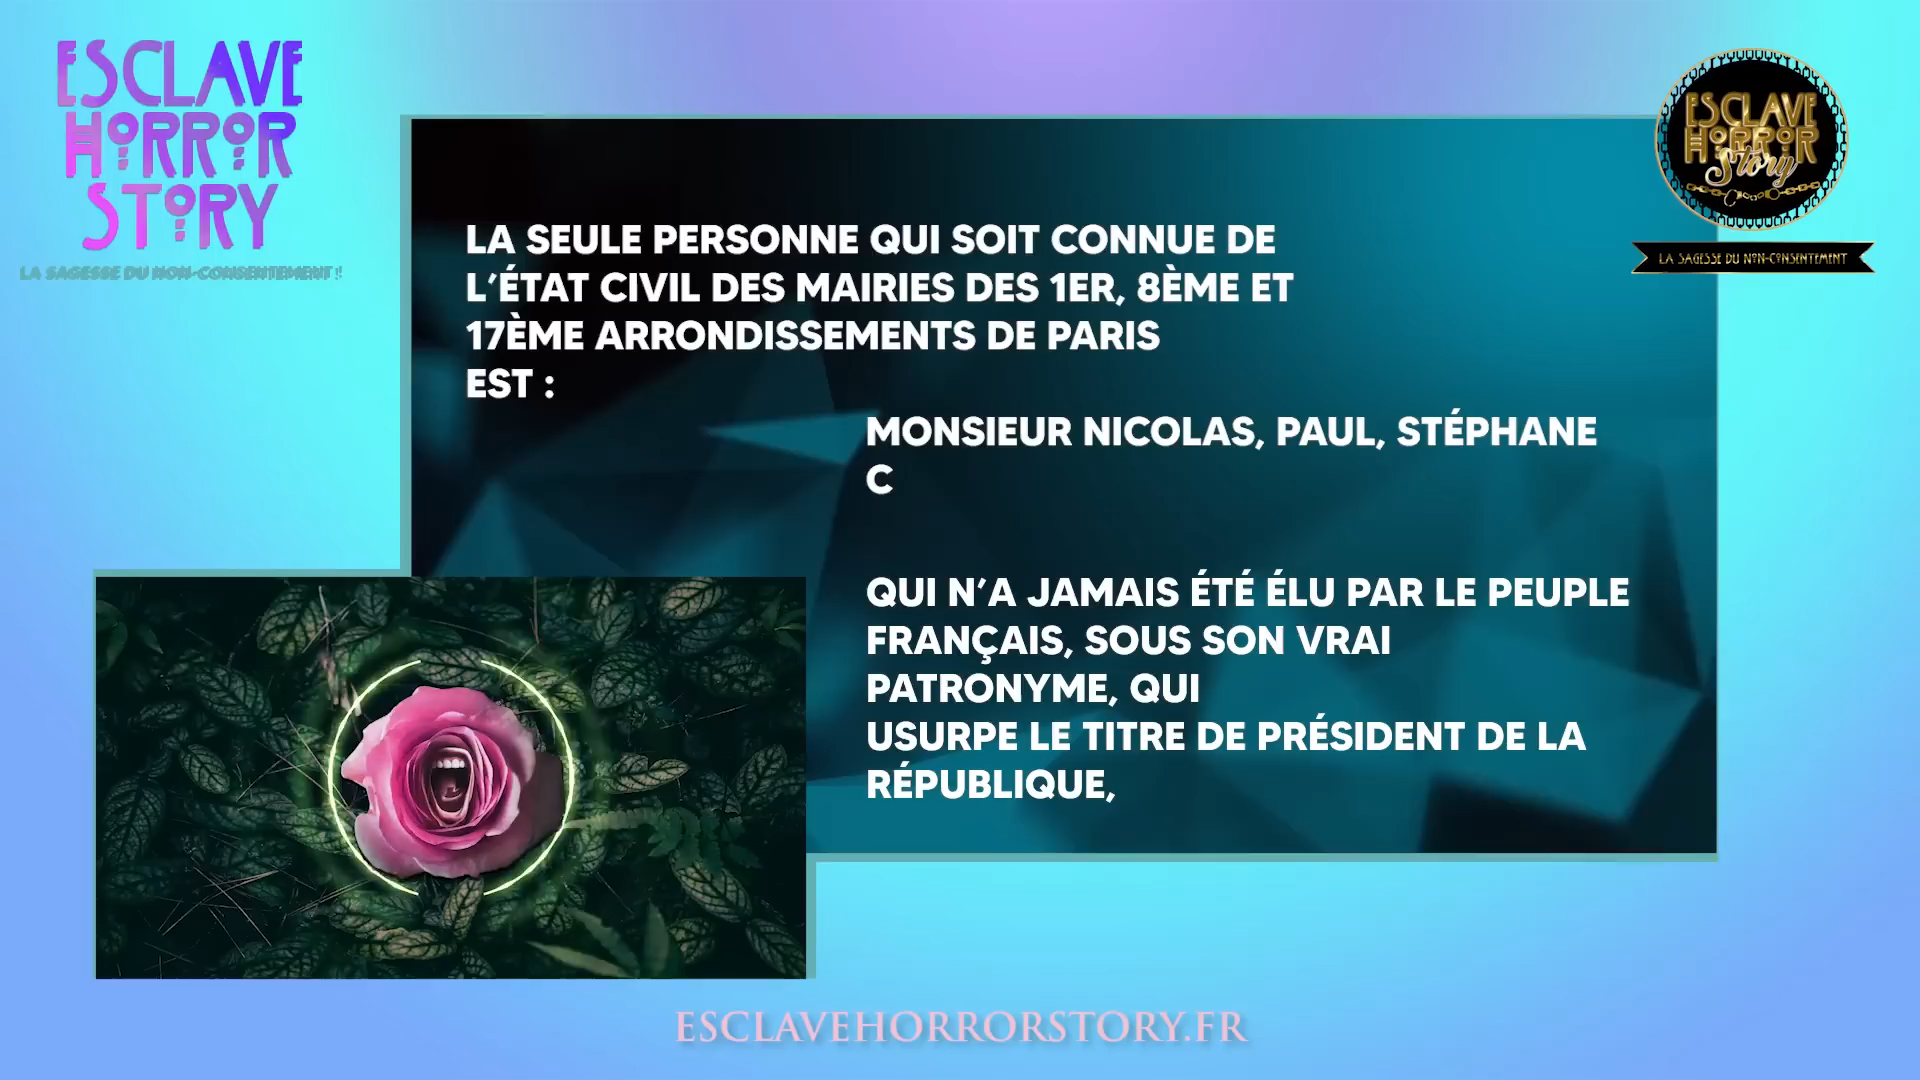 ESCLAVE
HORROR
STORY
LA SAGESSE DU NON-CONSENTEMENT !!
ESCLAVE
HORROR
Story
LA SAGESSE DU NON-CONSENTEMENT
LA SEULE PERSONNE QUI SOIT CONNUE DE
L'ÉTAT CIVIL DES MAIRIES DES 1ER, 8ÈME ET
17ÈME ARRONDISSEMENTS DE PARIS
EST :
MONSIEUR NICOLAS, PAUL, STÉPHANE
C
QUI N'A JAMAIS ÉTÉ ÉLU PAR LE PEUPLE
FRANÇAIS, SOUS SON VRAI
PATRONYME, QUI
USURPE LE TITRE DE PRÉSIDENT DE LA
RÉPUBLIQUE,
ESCLAVEHORRORSTORY.FR